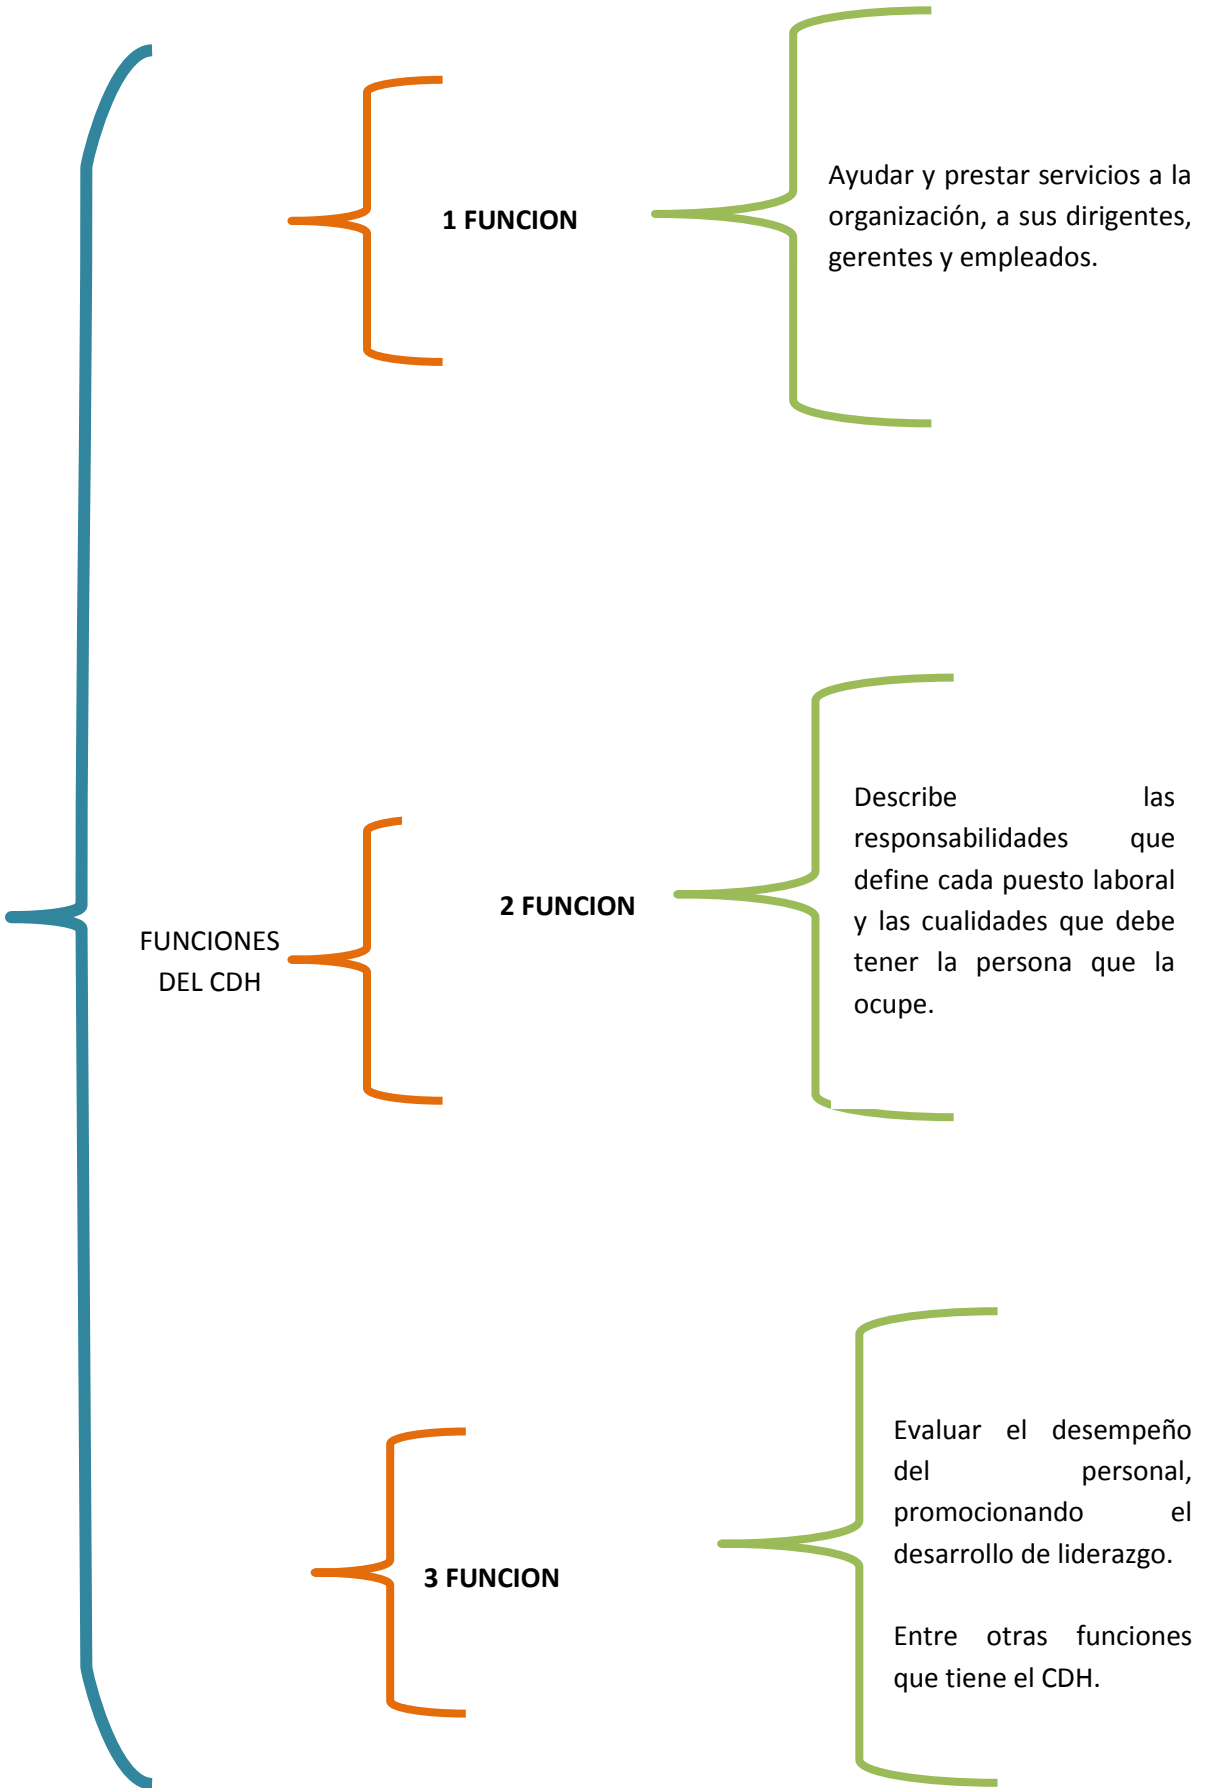 FUNCIONES
DEL CDH
1 FUNCION
Ayudar y prestar servicios a la
organización, a sus dirigentes,
gerentes y empleados.
2 FUNCION
Describe las
responsabilidades que
define cada puesto laboral
y las cualidades que debe
tener la persona que la
ocupe.
3 FUNCION
Evaluar el desempeño
del personal,
promocionando el
desarrollo de liderazgo.
Entre otras funciones
que tiene el CDH.